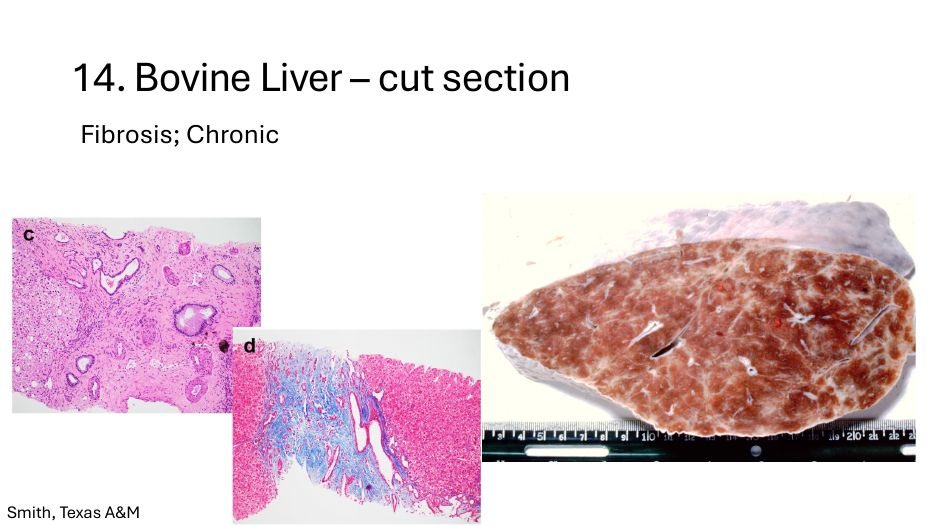 14. Bovine Liver – cut section
Fibrosis; Chronic
c
d
Smith, Texas A&M